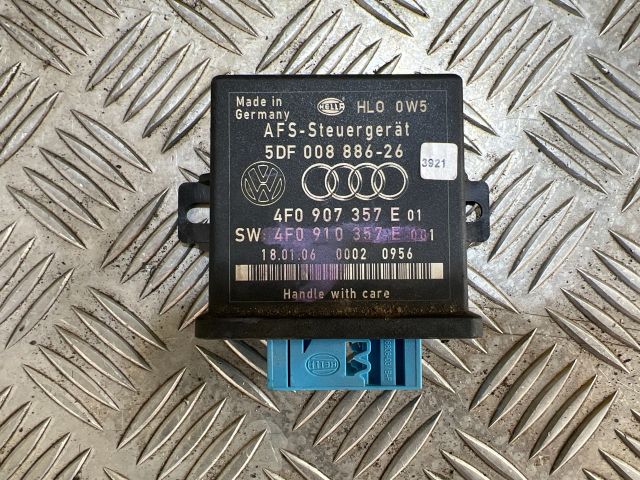 Made in
Germany
HELLA
HLO 0W5
AFS-Steuergerät
5DF 008 886-26
3921
4F0 907 357 E 01
SW: 4F0 910 357 E 001
18.01.06 0002 0956
Handle with care
HELLA